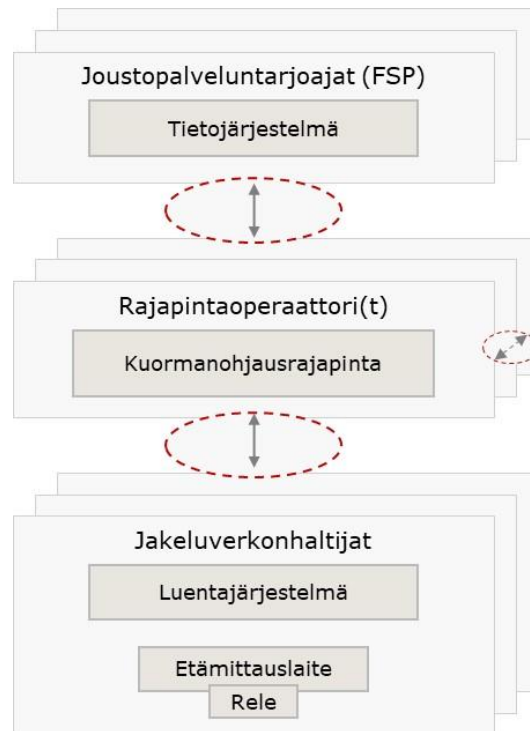 Joustopalveluntarjoajat (FSP)
Tietojärjestelmä
Rajapintaoperaattori(t)
Kuormanohjausrajapinta
Jakeluverkonhaltijat
Luentajärjestelmä
Etämittauslaite
Rele